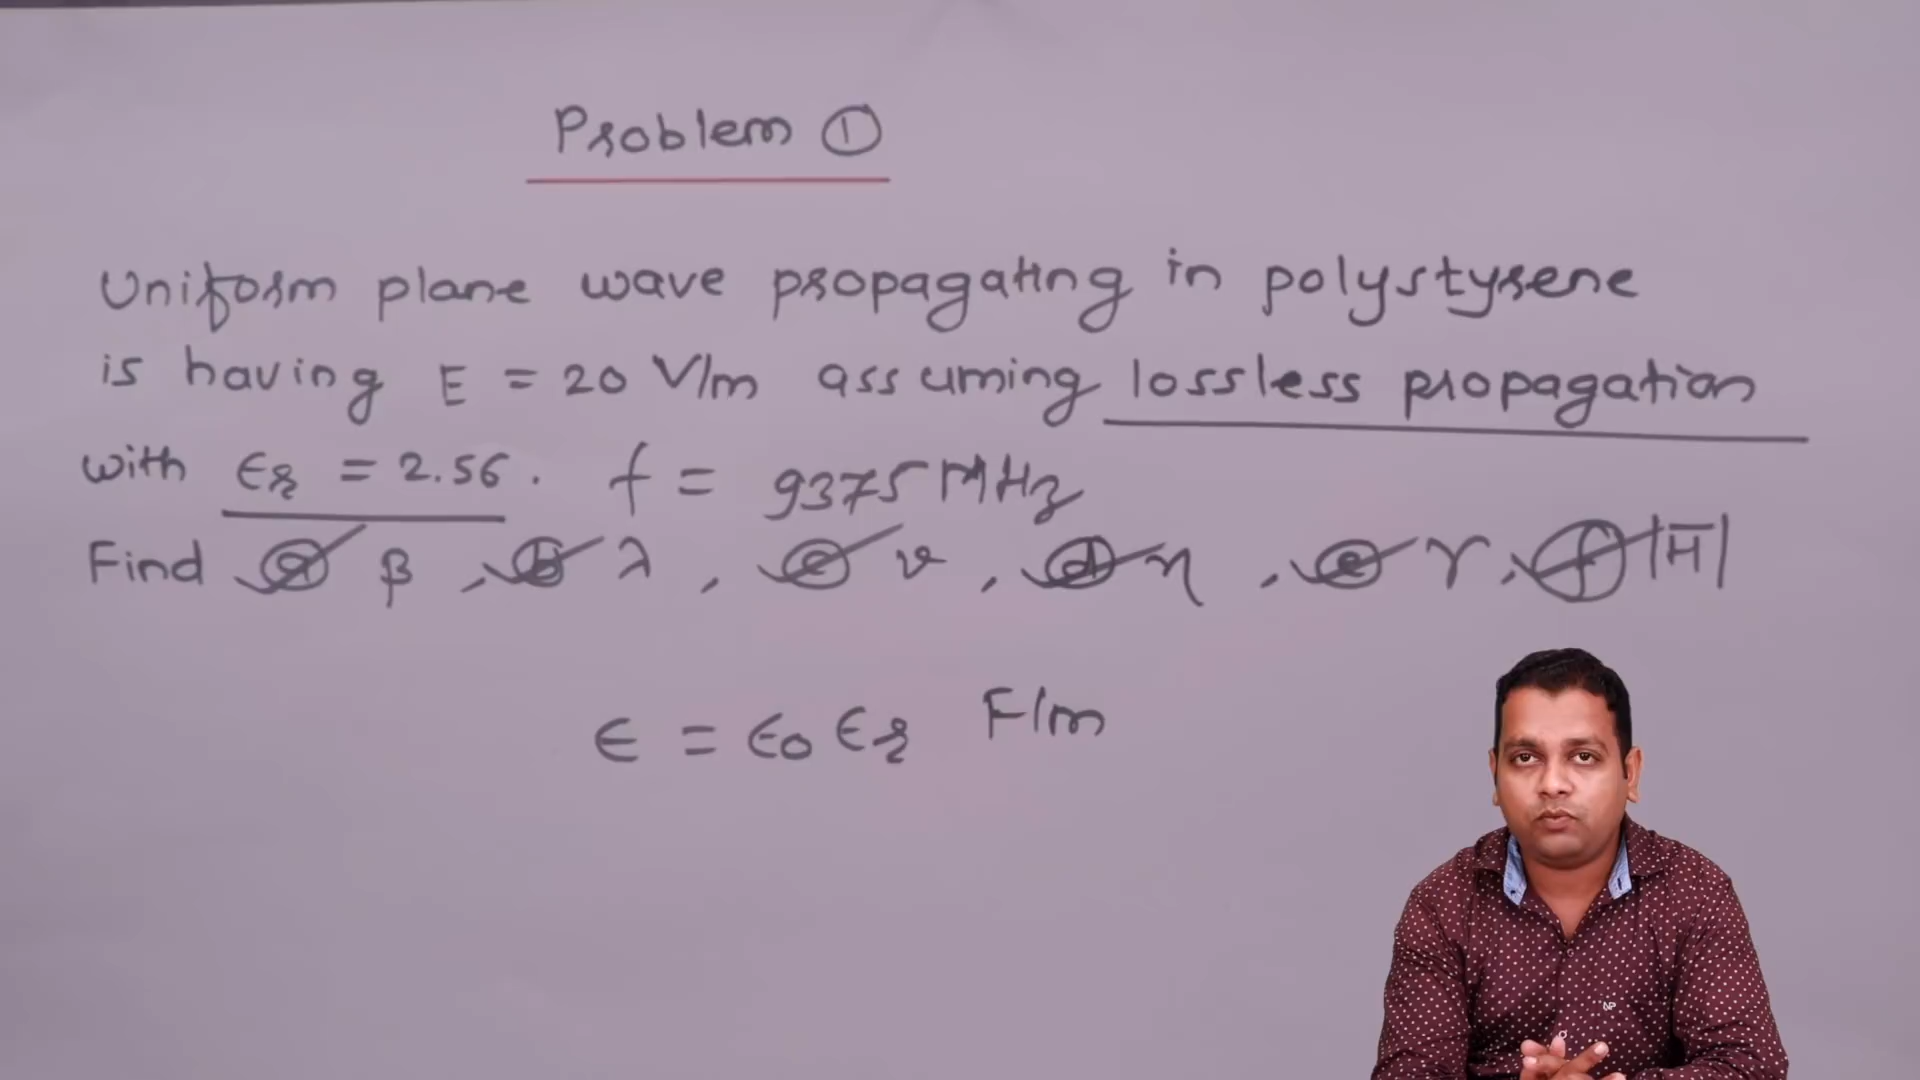 Problem ①
Uniform plane wave propagating in polystyrene
is having E = 20 V/m assuming lossless propagation
with ϵr = 2.56. f = 9375 MHz
Find ⓐ β, ⓑ λ, ⓒ v, ⓓ η, ⓔ γ, ⓕ |H̅|
ϵ = ϵ0 ϵr F/m
NP